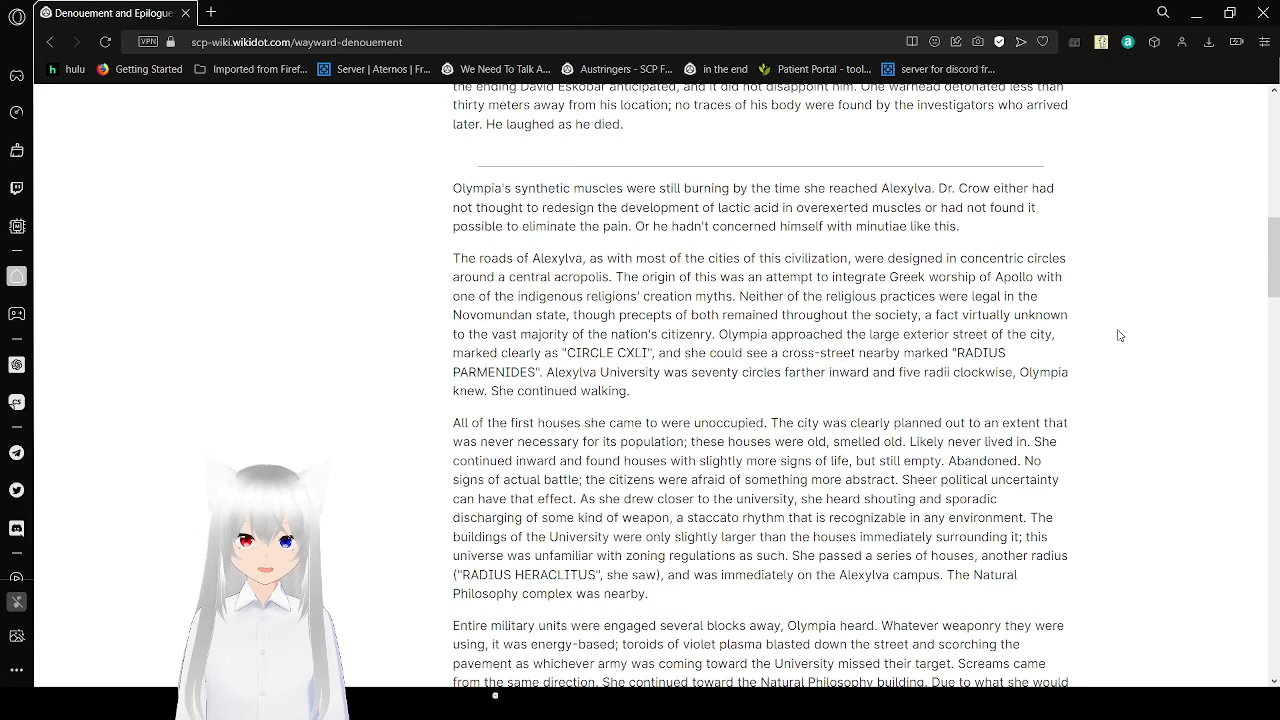 Denouement and Epilogue
scp-wiki.wikidot.com/wayward-denouement
VPN
hulu
Getting Started
Imported from Firef...
Server | Aternos | Fr...
We Need To Talk A...
Austringers - SCP F...
in the end
Patient Portal - tool...
server for discord fr...
the ending David Eskobar anticipated, and it did not disappoint him. One warhead detonated less than
thirty meters away from his location; no traces of his body were found by the investigators who arrived
later. He laughed as he died.
Olympia's synthetic muscles were still burning by the time she reached Alexylva. Dr. Crow either had
not thought to redesign the development of lactic acid in overexerted muscles or had not found it
possible to eliminate the pain. Or he hadn't concerned himself with minutiae like this.
The roads of Alexylva, as with most of the cities of this civilization, were designed in concentric circles
around a central acropolis. The origin of this was an attempt to integrate Greek worship of Apollo with
one of the indigenous religions' creation myths. Neither of the religious practices were legal in the
Novomundan state, though precepts of both remained throughout the society, a fact virtually unknown
to the vast majority of the nation's citizenry. Olympia approached the large exterior street of the city,
marked clearly as "CIRCLE CXLI", and she could see a cross-street nearby marked "RADIUS
PARMENIDES". Alexylva University was seventy circles farther inward and five radii clockwise, Olympia
knew. She continued walking.
All of the first houses she came to were unoccupied. The city was clearly planned out to an extent that
was never necessary for its population; these houses were old, smelled old. Likely never lived in. She
continued inward and found houses with slightly more signs of life, but still empty. Abandoned. No
signs of actual battle; the citizens were afraid of something more abstract. Sheer political uncertainty
can have that effect. As she drew closer to the university, she heard shouting and sporadic
discharging of some kind of weapon, a staccato rhythm that is recognizable in any environment. The
buildings of the University were only slightly larger than the houses immediately surrounding it; this
universe was unfamiliar with zoning regulations as such. She passed a series of houses, another radius
("RADIUS HERACLITUS", she saw), and was immediately on the Alexylva campus. The Natural
Philosophy complex was nearby.
Entire military units were engaged several blocks away, Olympia heard. Whatever weaponry they were
using, it was energy-based; toroids of violet plasma blasted down the street and scorching the
pavement as whichever army was coming toward the University missed their target. Screams came
from the same direction. She continued toward the Natural Philosophy building. Due to what she would